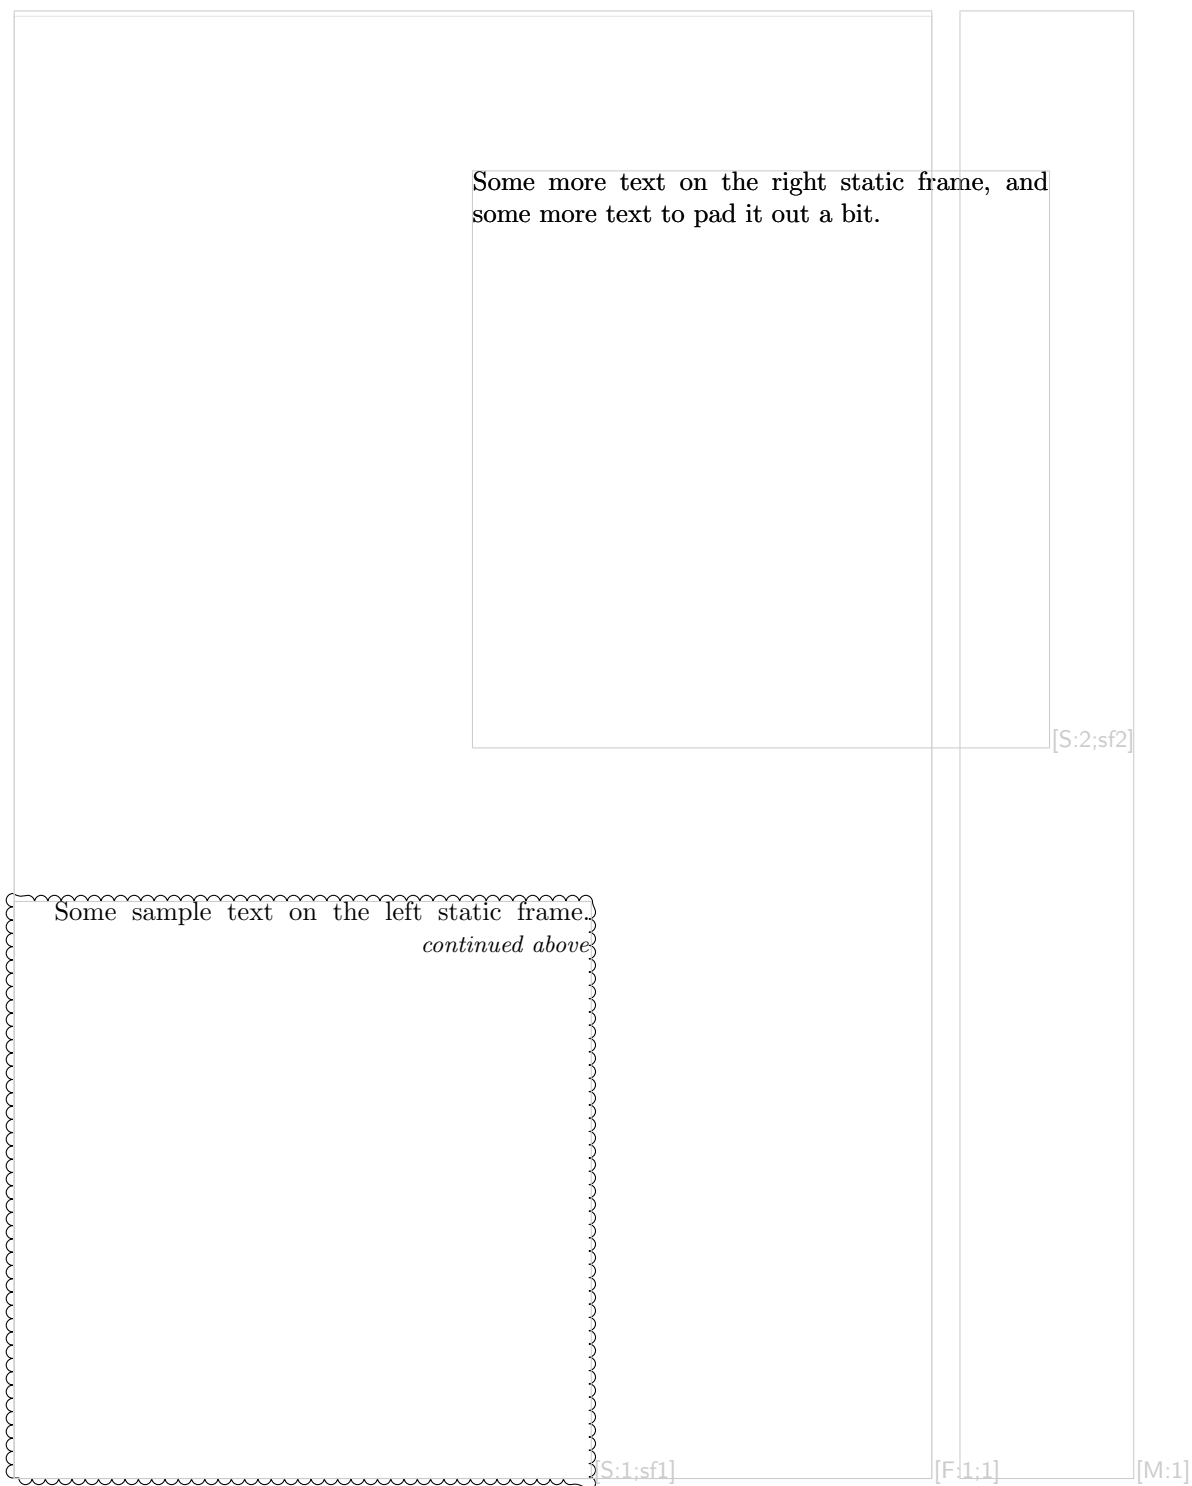 Some more text on the right static frame, and
some more text to pad it out a bit.
[S:2;sf2]
Some sample text on the left static frame.
continued above
[S:1;sf1]
[F:1;1]
[M:1]